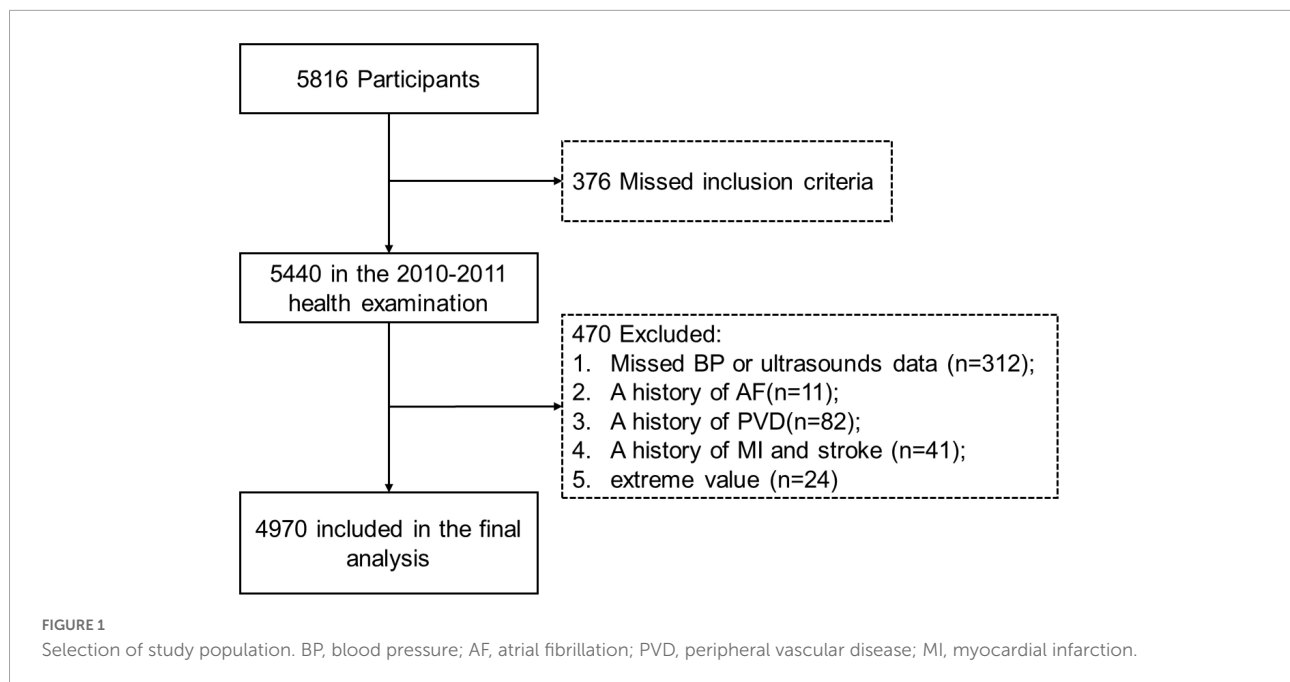 5816 Participants
376 Missed inclusion criteria
5440 in the 2010-2011
health examination
470 Excluded:
1. Missed BP or ultrasounds data (n=312);
2. A history of AF(n=11);
3. A history of PVD(n=82);
4. A history of MI and stroke (n=41);
5. extreme value (n=24)
4970 included in the final
analysis
FIGURE 1
Selection of study population. BP, blood pressure; AF, atrial fibrillation; PVD, peripheral vascular disease; MI, myocardial infarction.